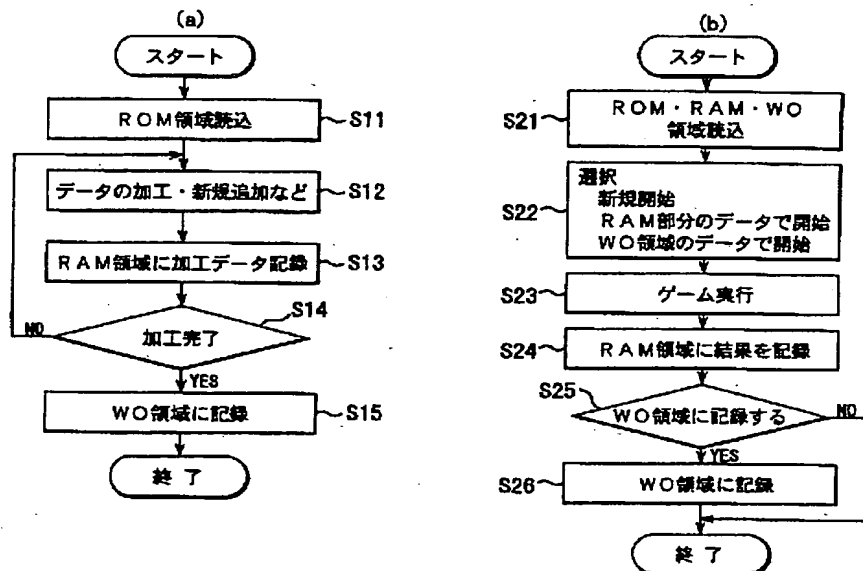 (a)
スタート
ROM領域読込
S11
データの加工・新規追加など
S12
RAM領域に加工データ記録
S13
S14
加工完了
NO
YES
WO領域に記録
S15
終 了
(b)
スタート
S21
ROM・RAM・WO
領域読込
S22
選択
新規開始
RAM部分のデータで開始
WO領域のデータで開始
S23
ゲーム実行
S24
RAM領域に結果を記録
S25
WO領域に記録する
NO
YES
S26
WO領域に記録
終 了